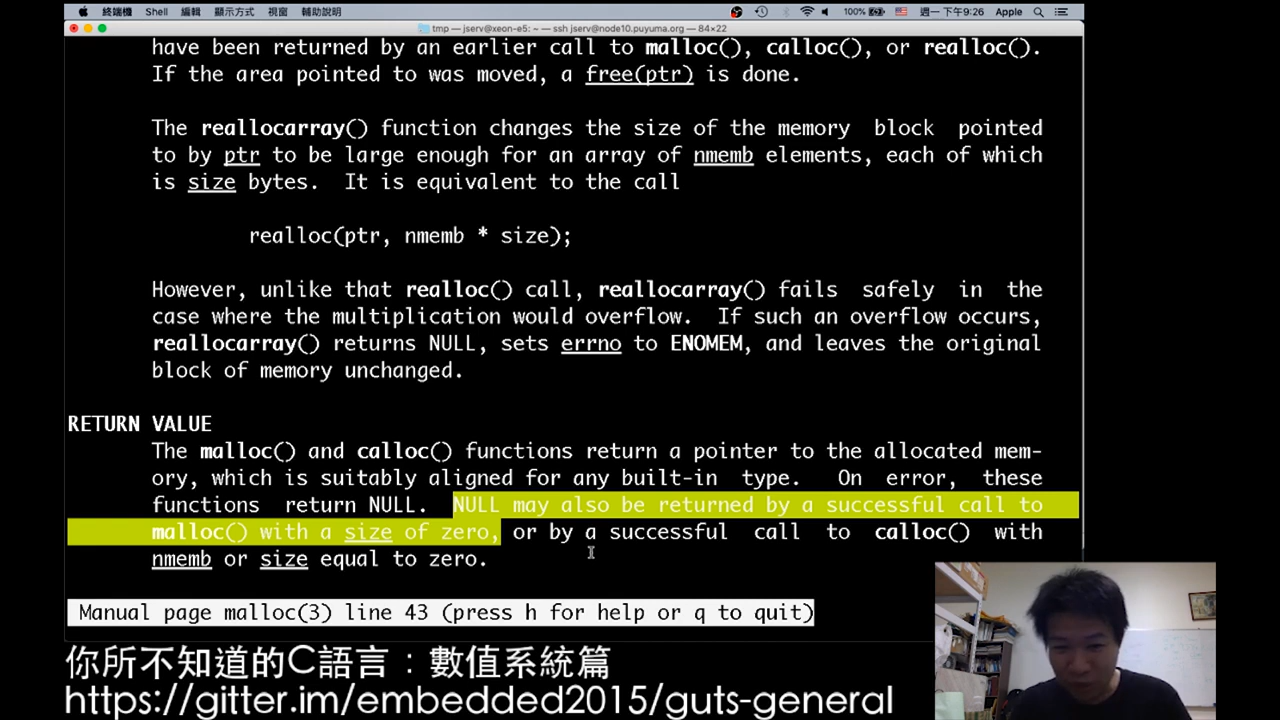 終端機 Shell 編輯 顯示方式 視窗 輔助說明 100% 週一 下午9:26 Apple
tmp — jserv@xeon-e5: ~ — ssh jserv@node10.puyuma.org — 84×22
have been returned by an earlier call to malloc(), calloc(), or realloc().
If the area pointed to was moved, a free(ptr) is done.
The reallocarray() function changes the size of the memory block pointed
to by ptr to be large enough for an array of nmemb elements, each of which
is size bytes. It is equivalent to the call
realloc(ptr, nmemb * size);
However, unlike that realloc() call, reallocarray() fails safely in the
case where the multiplication would overflow. If such an overflow occurs,
reallocarray() returns NULL, sets errno to ENOMEM, and leaves the original
block of memory unchanged.
RETURN VALUE
The malloc() and calloc() functions return a pointer to the allocated mem-
ory, which is suitably aligned for any built-in type. On error, these
functions return NULL. NULL may also be returned by a successful call to
malloc() with a size of zero, or by a successful call to calloc() with
nmemb or size equal to zero.
Manual page malloc(3) line 43 (press h for help or q to quit)
你所不知道的C語言：數值系統篇
https://gitter.im/embedded2015/guts-general